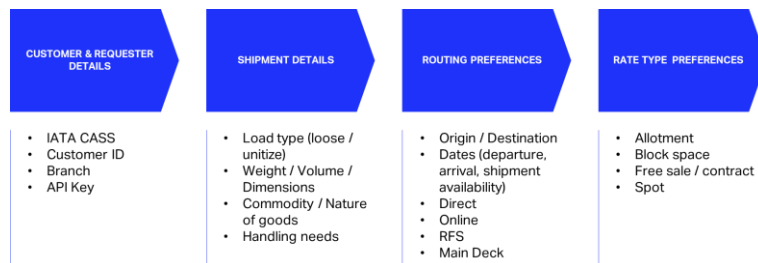 CUSTOMER & REQUESTER
DETAILS
SHIPMENT DETAILS
ROUTING PREFERENCES
RATE TYPE PREFERENCES
• IATA CASS
• Customer ID
• Branch
• API Key
• Load type (loose /
unitize)
• Weight / Volume /
Dimensions
• Commodity / Nature
of goods
• Handling needs
• Origin / Destination
• Dates (departure,
arrival, shipment
availability)
• Direct
• Online
• RFS
• Main Deck
• Allotment
• Block space
• Free sale / contract
• Spot